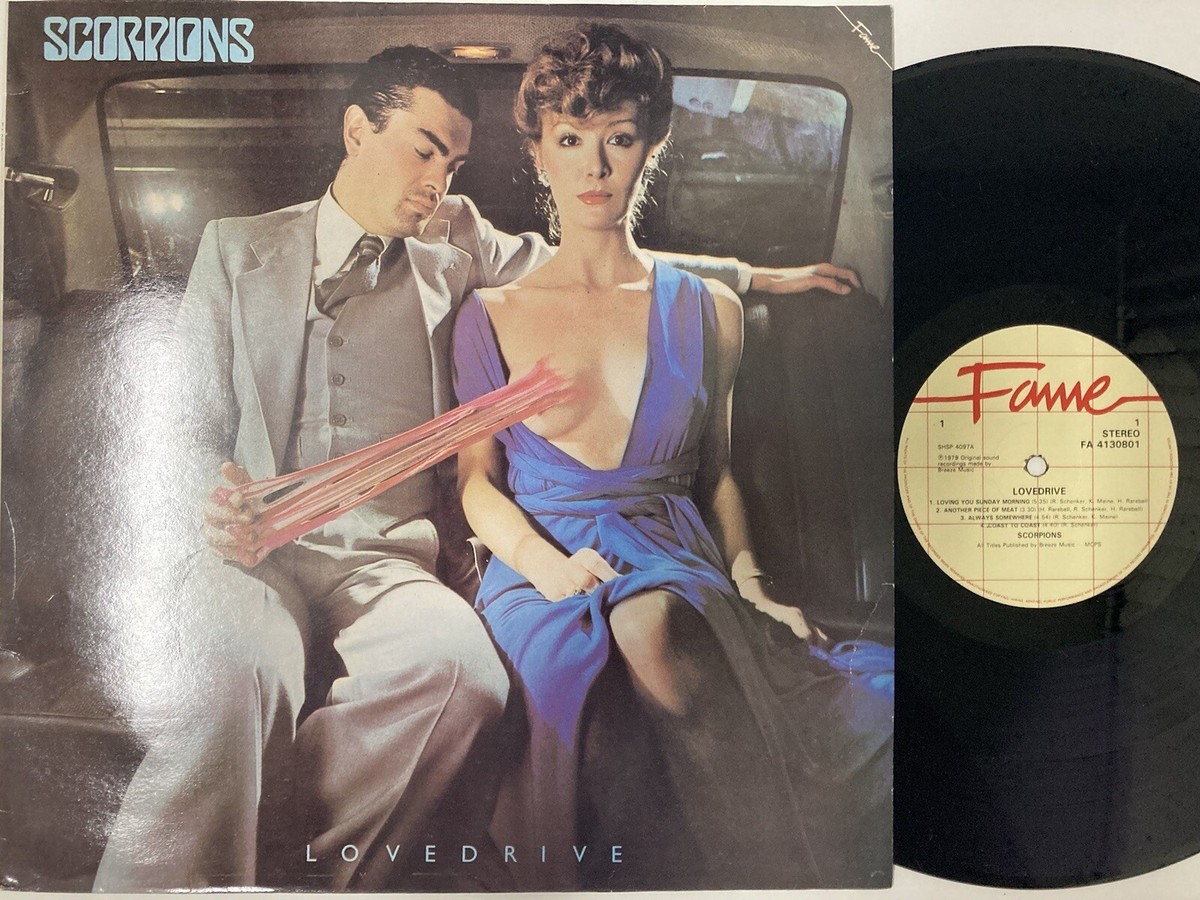 SCORPIONS
Fame
LOVEDRIVE
Fame
1
1
STEREO
FA 4130801
SHSP 4097A
℗1979 Original sound
recordings made by
Breeze Music
LOVEDRIVE
1. LOVING YOU SUNDAY MORNING (5.35) (R. Schenker, K. Meine, H. Rarebell)
2. ANOTHER PIECE OF MEAT (3.30) (H. Rarebell, R. Schenker, H. Rarebell)
3. ALWAYS SOMEWHERE (4.54) (R. Schenker, K. Meine)
4. COAST TO COAST (4.40) (R. Schenker)
SCORPIONS
All Titles Published by Breeze Music MCPS